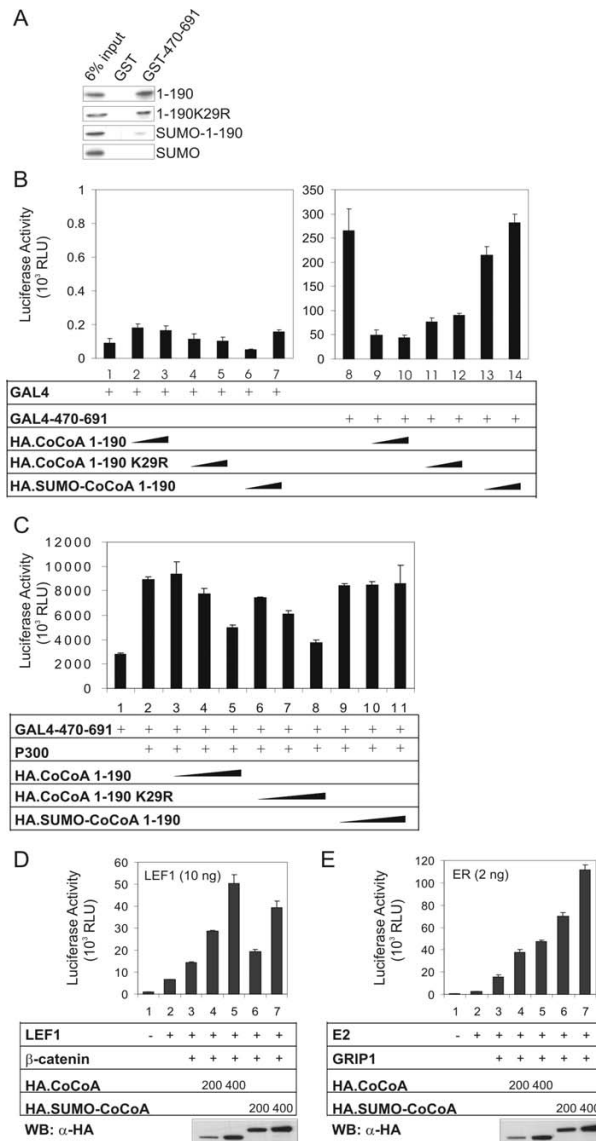 A
6% input
GST
GST-470-691
1-190
1-190K29R
SUMO-1-190
SUMO
B
Luciferase Activity
(10³ RLU)
1
0.8
0.6
0.4
0.2
0
1 2 3 4 5 6 7
350
300
250
200
150
100
50
0
8 9 10 11 12 13 14
GAL4 + + + + + + +
GAL4-470-691 + + + + + + +
HA.CoCoA 1-190
HA.CoCoA 1-190 K29R
HA.SUMO-CoCoA 1-190
C
Luciferase Activity
(10³ RLU)
12000
10000
8000
6000
4000
2000
0
1 2 3 4 5 6 7 8 9 10 11
GAL4-470-691 + + + + + + + + + + +
P300 + + + + + + + + + +
HA.CoCoA 1-190
HA.CoCoA 1-190 K29R
HA.SUMO-CoCoA 1-190
D
Luciferase Activity
(10³ RLU)
60
50
40
30
20
10
0
LEF1 (10 ng)
1 2 3 4 5 6 7
LEF1 - + + + + + +
β-catenin + + + + +
HA.CoCoA 200 400
HA.SUMO-CoCoA 200 400
WB: α-HA
E
Luciferase Activity
(10³ RLU)
120
100
80
60
40
20
0
ER (2 ng)
1 2 3 4 5 6 7
E2 - + + + + + +
GRIP1 + + + + +
HA.CoCoA 200 400
HA.SUMO-CoCoA 200 400
WB: α-HA